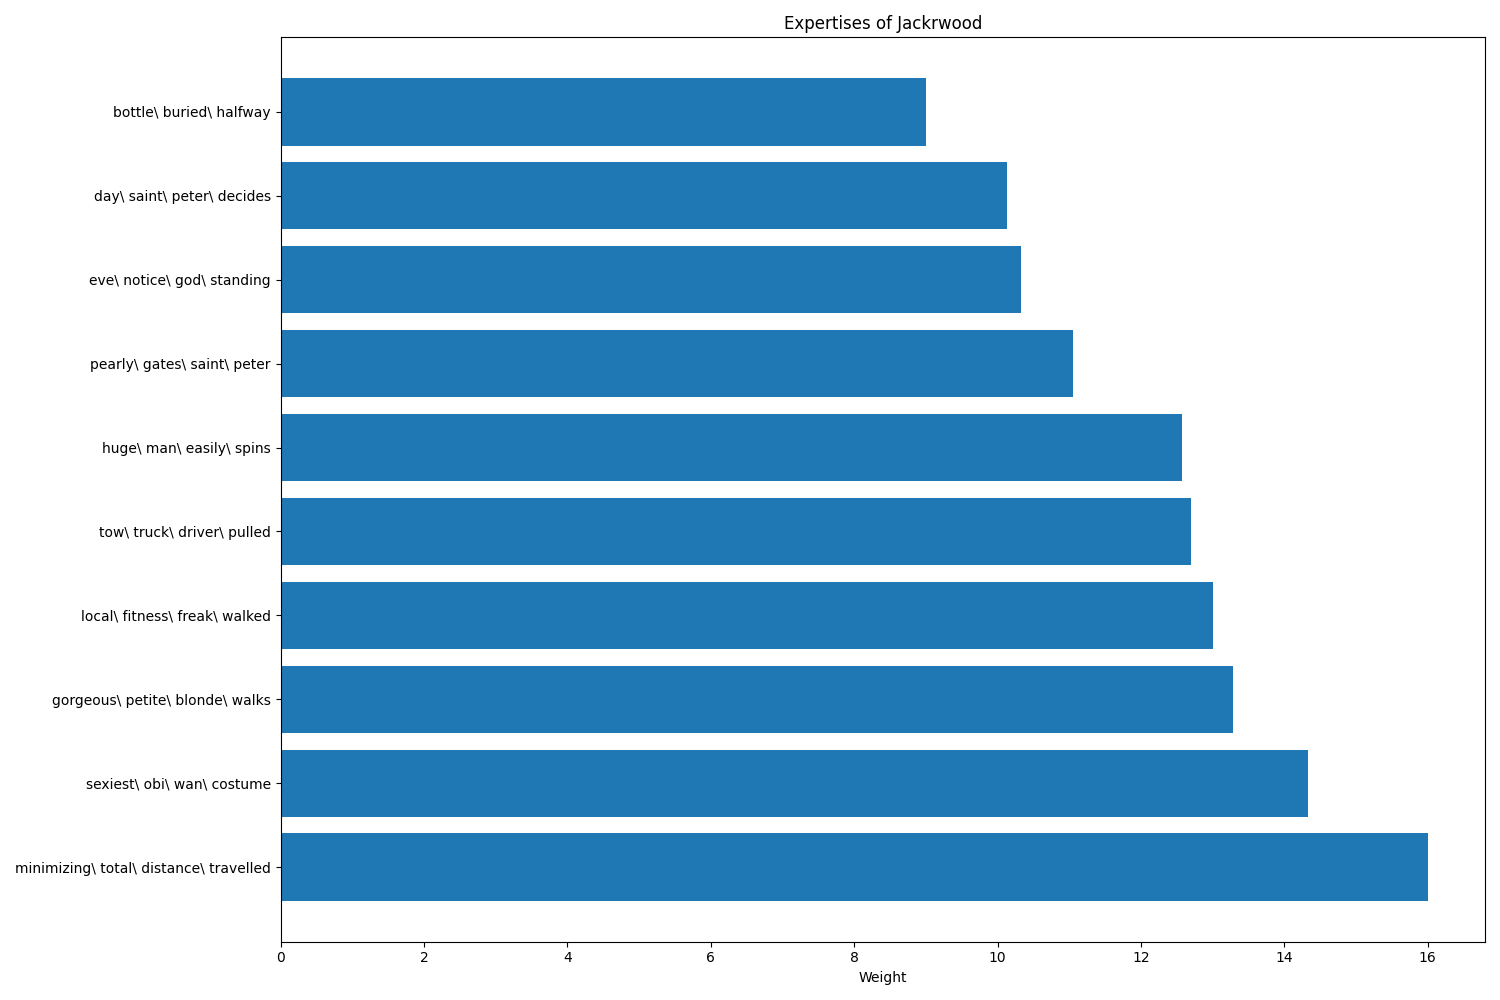 Expertises of Jackrwood
bottle\ buried\ halfway
day\ saint\ peter\ decides
eve\ notice\ god\ standing
pearly\ gates\ saint\ peter
huge\ man\ easily\ spins
tow\ truck\ driver\ pulled
local\ fitness\ freak\ walked
gorgeous\ petite\ blonde\ walks
sexiest\ obi\ wan\ costume
minimizing\ total\ distance\ travelled
0 2 4 6 8 10 12 14 16
Weight